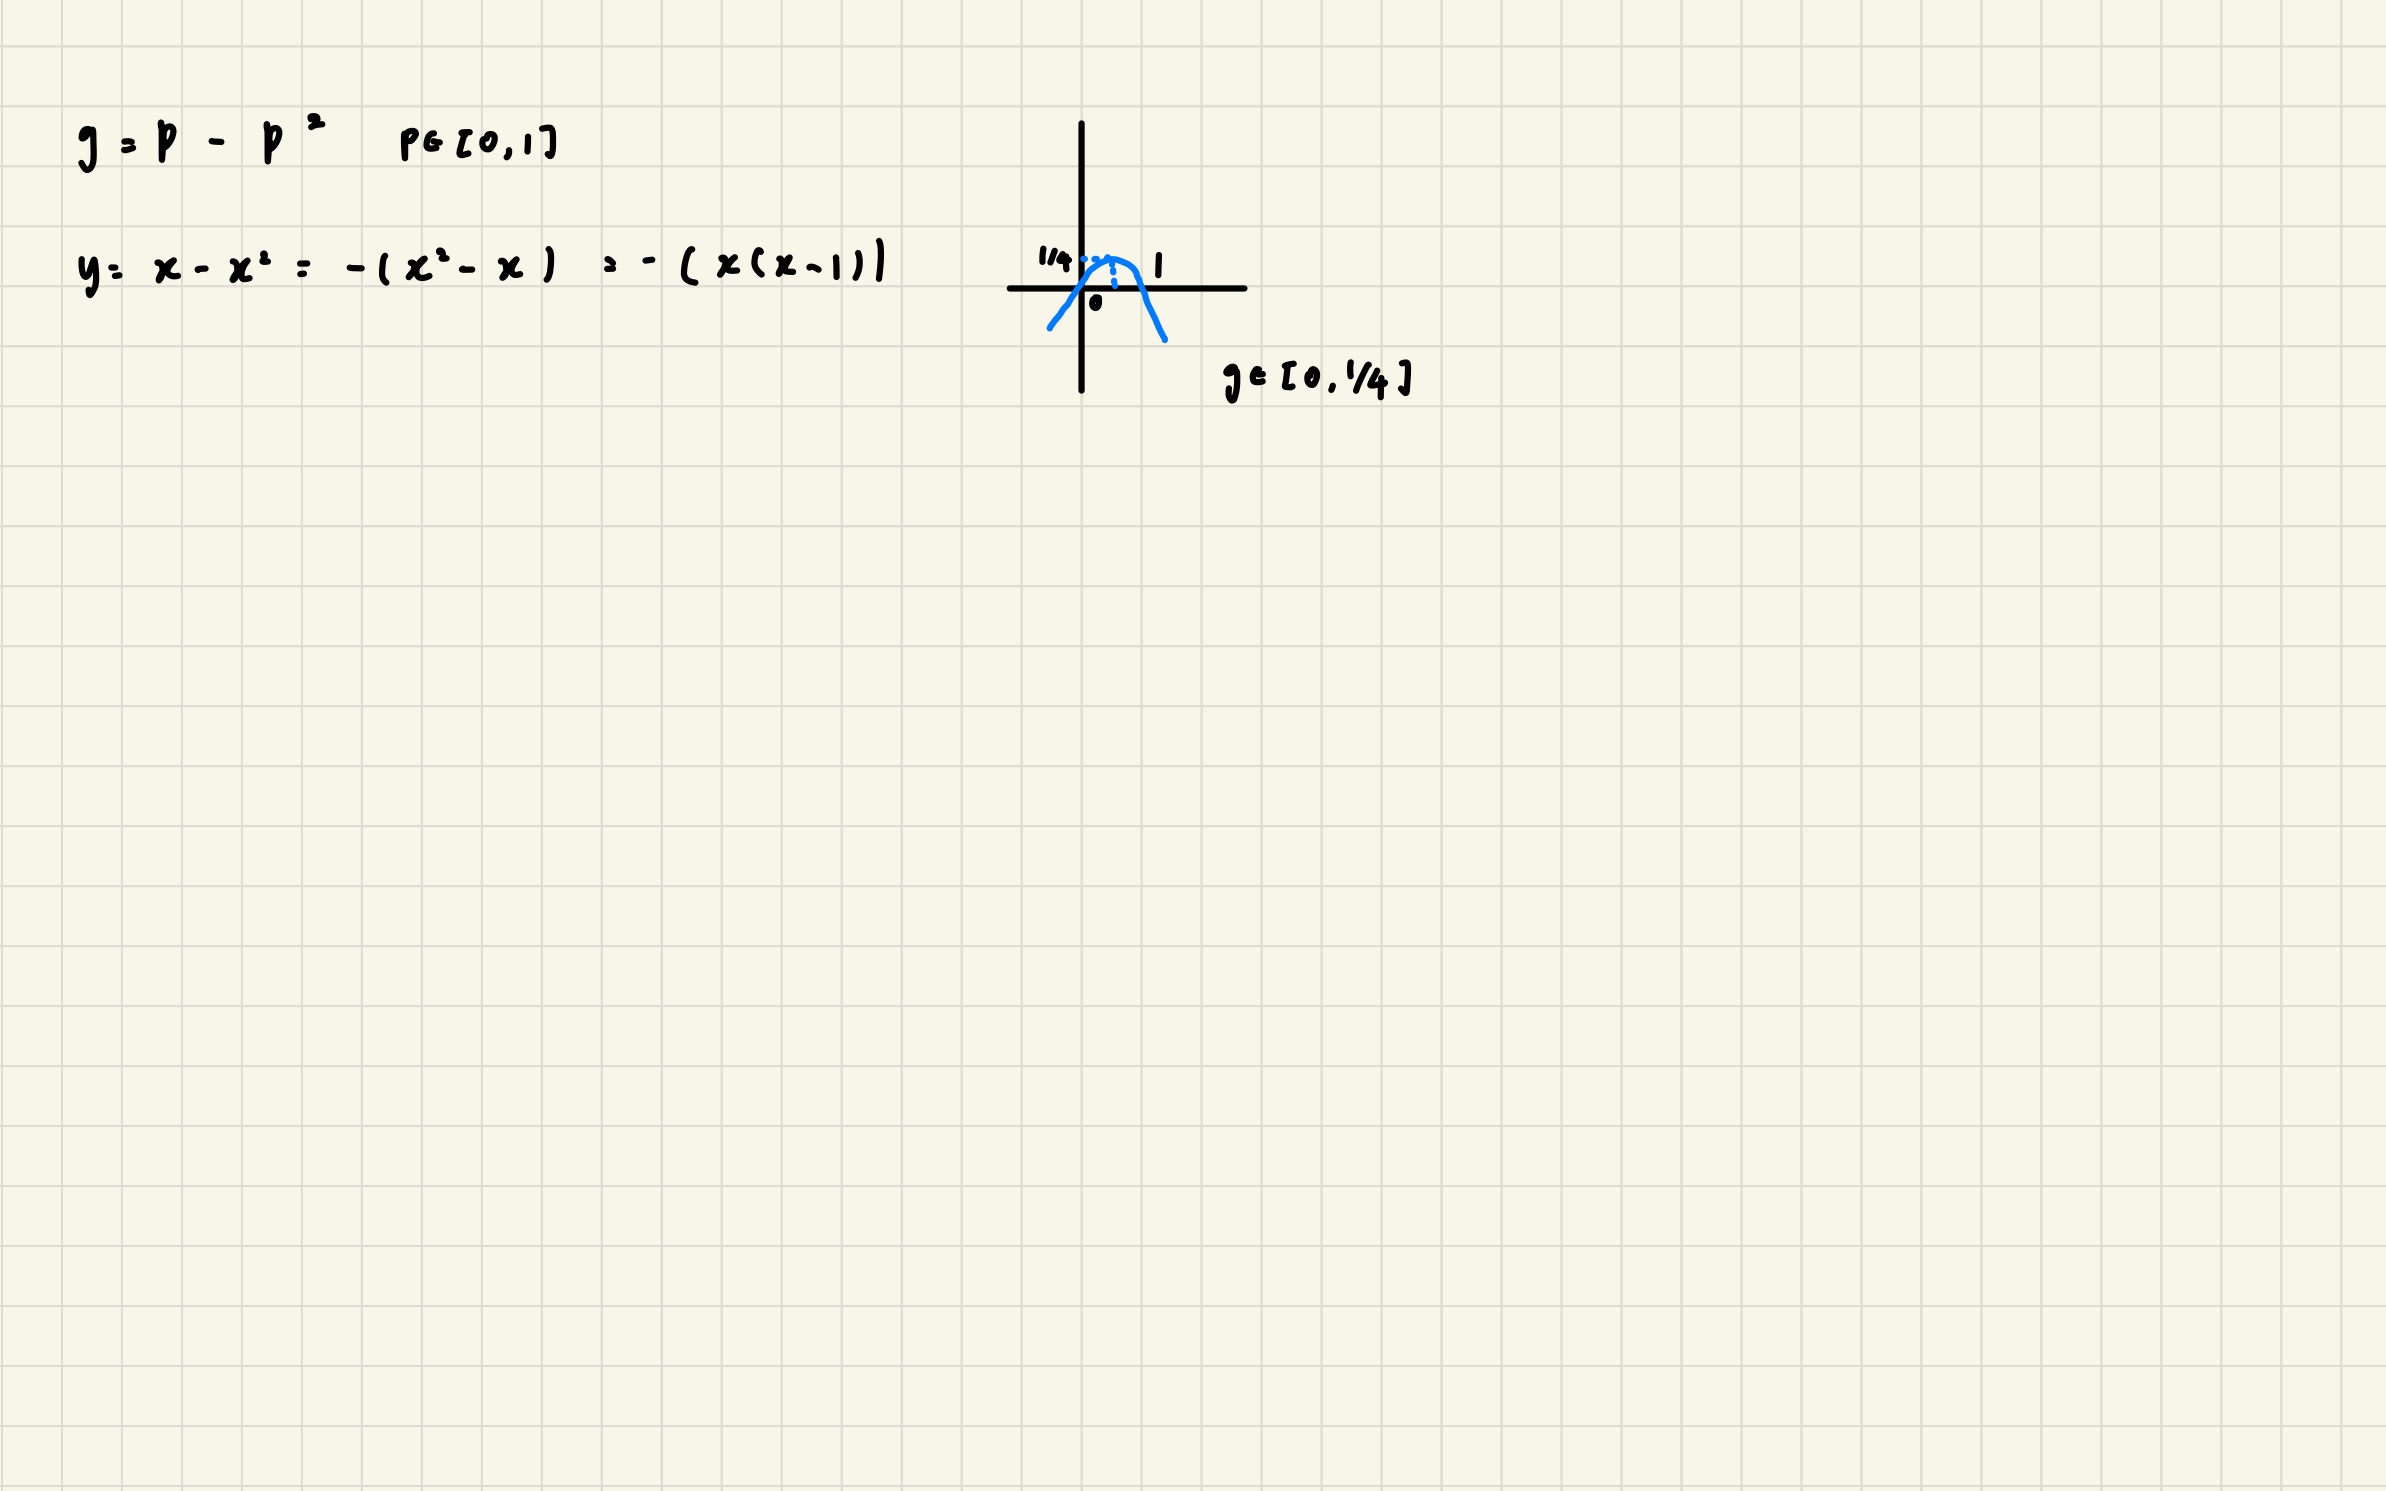 g = p - p² p∈[0,1]
y = x - x² = -(x² - x) = -(x(x-1))
1/4
1
0
g∈[0,1/4]